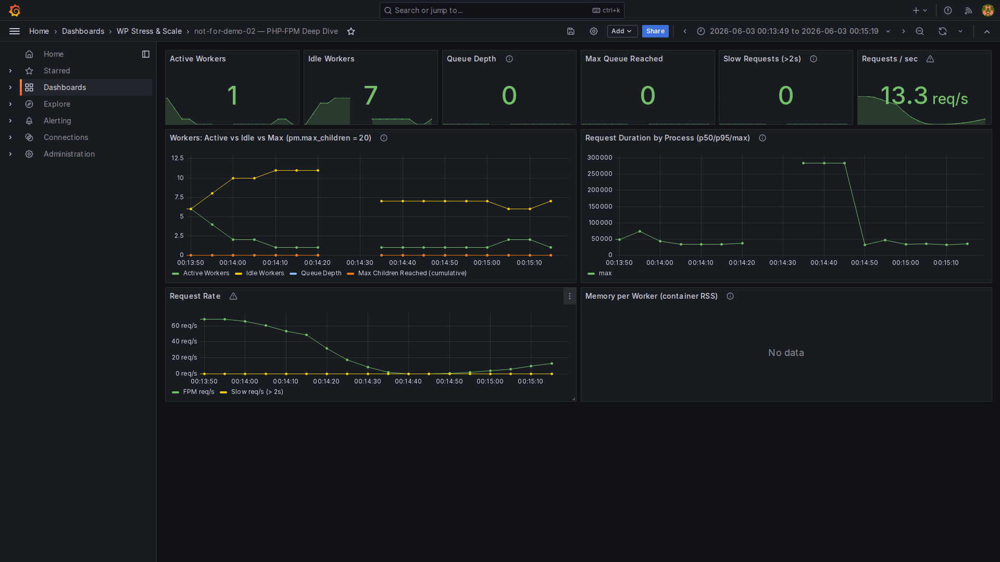 Search or jump to...
ctrl+k
Home › Dashboards › WP Stress & Scale › not-for-demo-02 — PHP-FPM Deep Dive
Add
Share
2026-06-03 00:13:49 to 2026-06-03 00:15:19
Home
Starred
Dashboards
Explore
Alerting
Connections
Administration
Active Workers
1
Idle Workers
7
Queue Depth
0
Max Queue Reached
0
Slow Requests (>2s)
0
Requests / sec
13.3 req/s
Workers: Active vs Idle vs Max (pm.max_children = 20)
12.5
10
7.5
5
2.5
0
00:13:50 00:14:00 00:14:10 00:14:20 00:14:30 00:14:40 00:14:50 00:15:00 00:15:10
Active Workers Idle Workers Queue Depth Max Children Reached (cumulative)
Request Duration by Process (p50/p95/max)
300000
250000
200000
150000
100000
50000
0
00:13:50 00:14:00 00:14:10 00:14:20 00:14:30 00:14:40 00:14:50 00:15:00 00:15:10
max
Request Rate
60 req/s
40 req/s
20 req/s
0 req/s
00:13:50 00:14:00 00:14:10 00:14:20 00:14:30 00:14:40 00:14:50 00:15:00 00:15:10
FPM req/s Slow req/s (> 2s)
Memory per Worker (container RSS)
No data